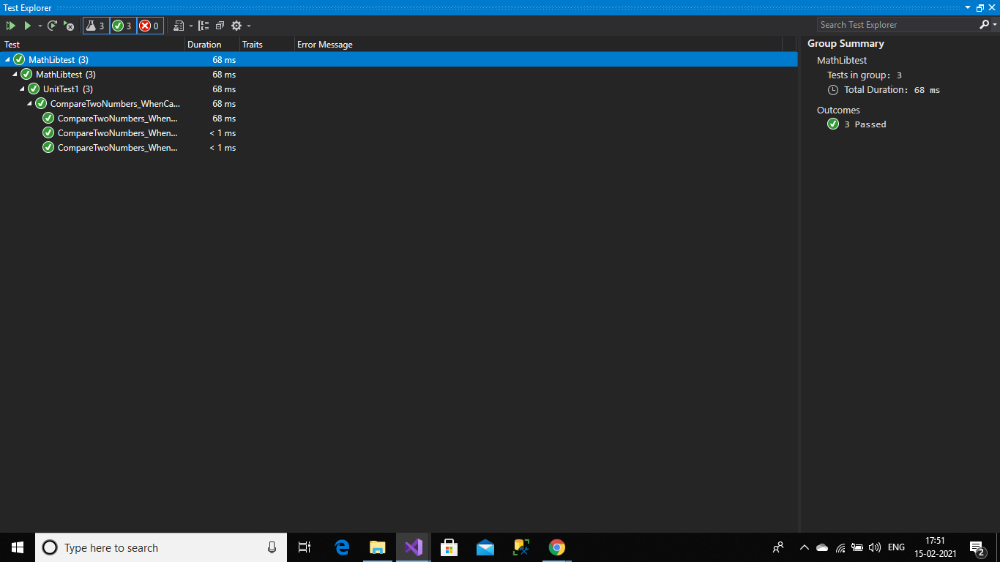 Test Explorer
3 3 0
Search Test Explorer
Test Duration Traits Error Message
MathLibtest (3) 68 ms
MathLibtest (3) 68 ms
UnitTest1 (3) 68 ms
CompareTwoNumbers_WhenCa... 68 ms
CompareTwoNumbers_When... 68 ms
CompareTwoNumbers_When... < 1 ms
CompareTwoNumbers_When... < 1 ms
Group Summary
MathLibtest
Tests in group: 3
Total Duration: 68 ms
Outcomes
3 Passed
Type here to search
ENG
17:51
15-02-2021
2